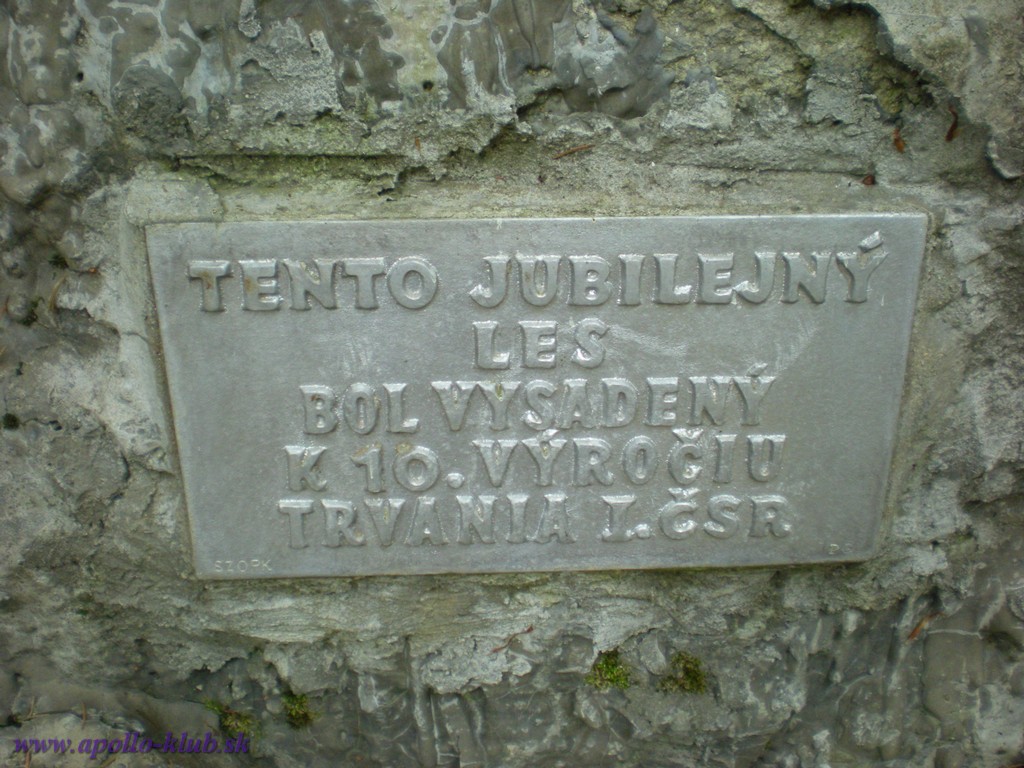 TENTO JUBILEJNÝ
LES
BOL VYSADENÝ
K 10. VÝROČIU
TRVANIA I. ČSR
SZOPK
www.apollo-klub.sk